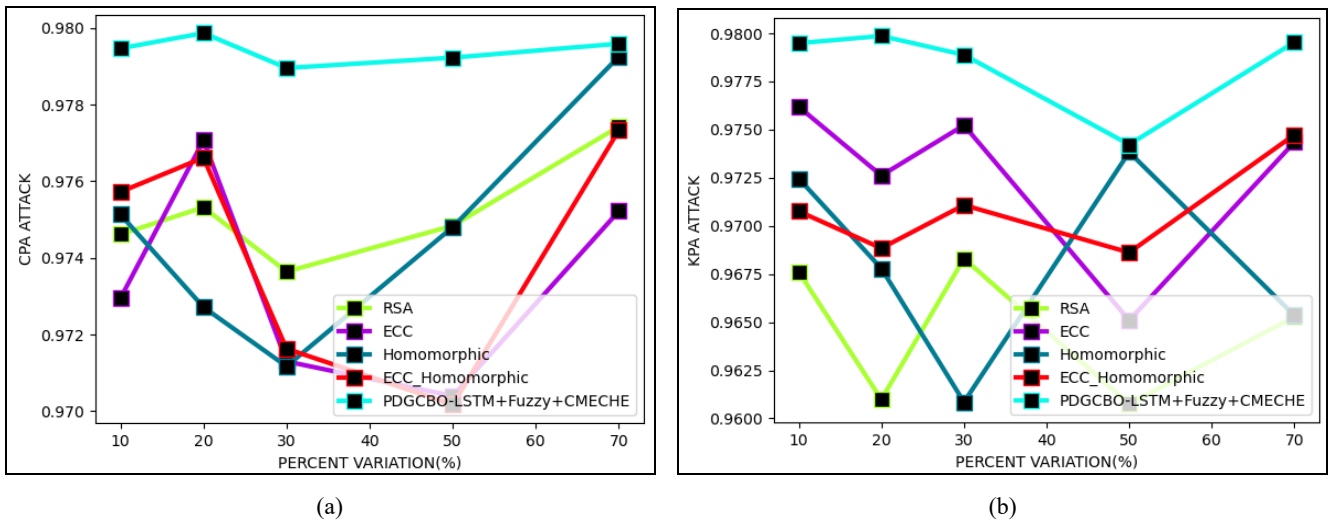 0.980
0.978
0.976
0.974
0.972
0.970
CPA ATTACK
10 20 30 40 50 60 70
PERCENT VARIATION(%)
RSA
ECC
Homomorphic
ECC_Homomorphic
PDGCBO-LSTM+Fuzzy+CMECHE
(a)
0.9800
0.9775
0.9750
0.9725
0.9700
0.9675
0.9650
0.9625
0.9600
KPA ATTACK
10 20 30 40 50 60 70
PERCENT VARIATION(%)
RSA
ECC
Homomorphic
ECC_Homomorphic
PDGCBO-LSTM+Fuzzy+CMECHE
(b)